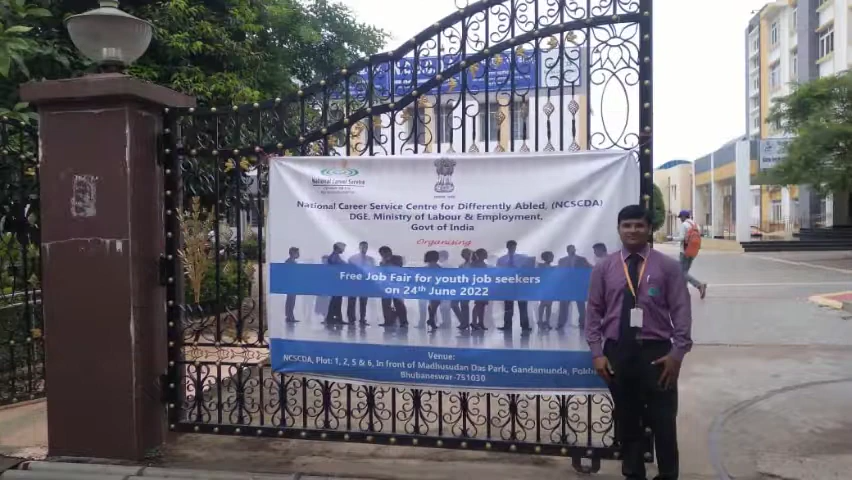 National Career Service
National Career Service Centre for Differently Abled, (NCSCDA)
DGE, Ministry of Labour & Employment,
Govt of India
Organising
Free Job Fair for youth job seekers
on 24th June 2022
Venue:
NCSCDA, Plot: 1, 2, 5 & 6, In front of Madhusudan Das Park, Gandamunda,
Bhubaneswar-751030